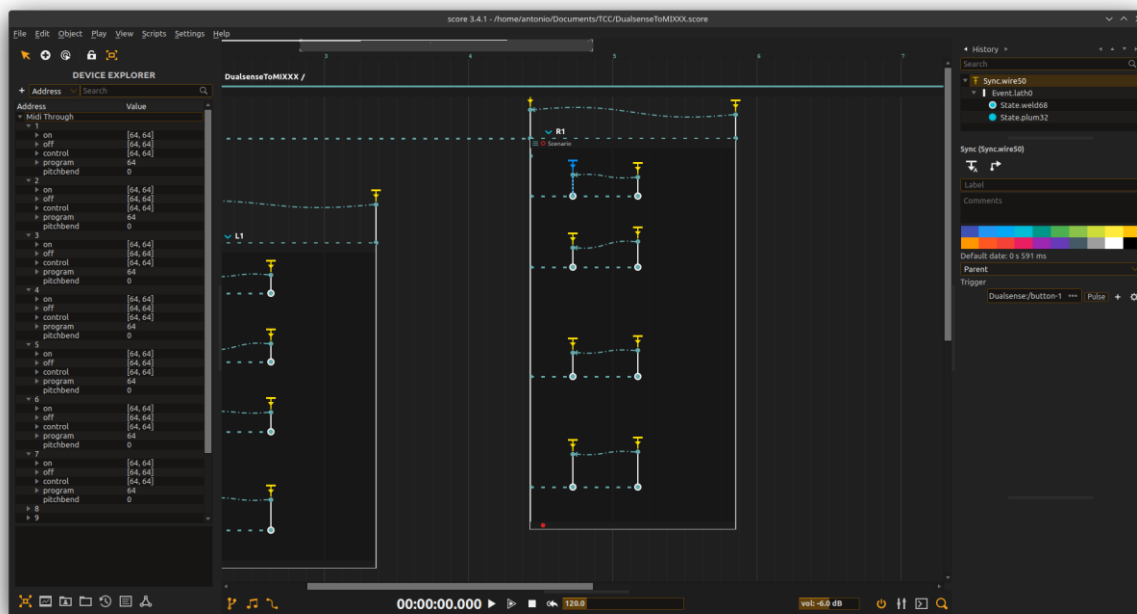 score 3.4.1 - /home/antonio/Documents/TCC/DualsenseToMIXXX.score
File Edit Object Play View Scripts Settings Help
DEVICE EXPLORER
+ Address Search
Address Value
Midi Through
1
on [64, 64]
off [64, 64]
control [64, 64]
program 64
pitchbend 0
2
on [64, 64]
off [64, 64]
control [64, 64]
program 64
pitchbend 0
3
on [64, 64]
off [64, 64]
control [64, 64]
program 64
pitchbend 0
4
on [64, 64]
off [64, 64]
control [64, 64]
program 64
pitchbend 0
5
on [64, 64]
off [64, 64]
control [64, 64]
program 64
pitchbend 0
6
on [64, 64]
off [64, 64]
control [64, 64]
program 64
pitchbend 0
7
on [64, 64]
off [64, 64]
control [64, 64]
program 64
pitchbend 0
8
9
3 4 5 6 7
DualsenseToMIXXX /
R1
Scenario
L1
00:00:00.000
120.0
vol: -6.0 dB
History
Search
Sync.wire50
Event.lath0
State.weld68
State.plum32
Sync (Sync.wire50)
Label
Comments
Default date: 0 s 591 ms
Parent
Trigger
Dualsense:/button-1 ••• Pulse +